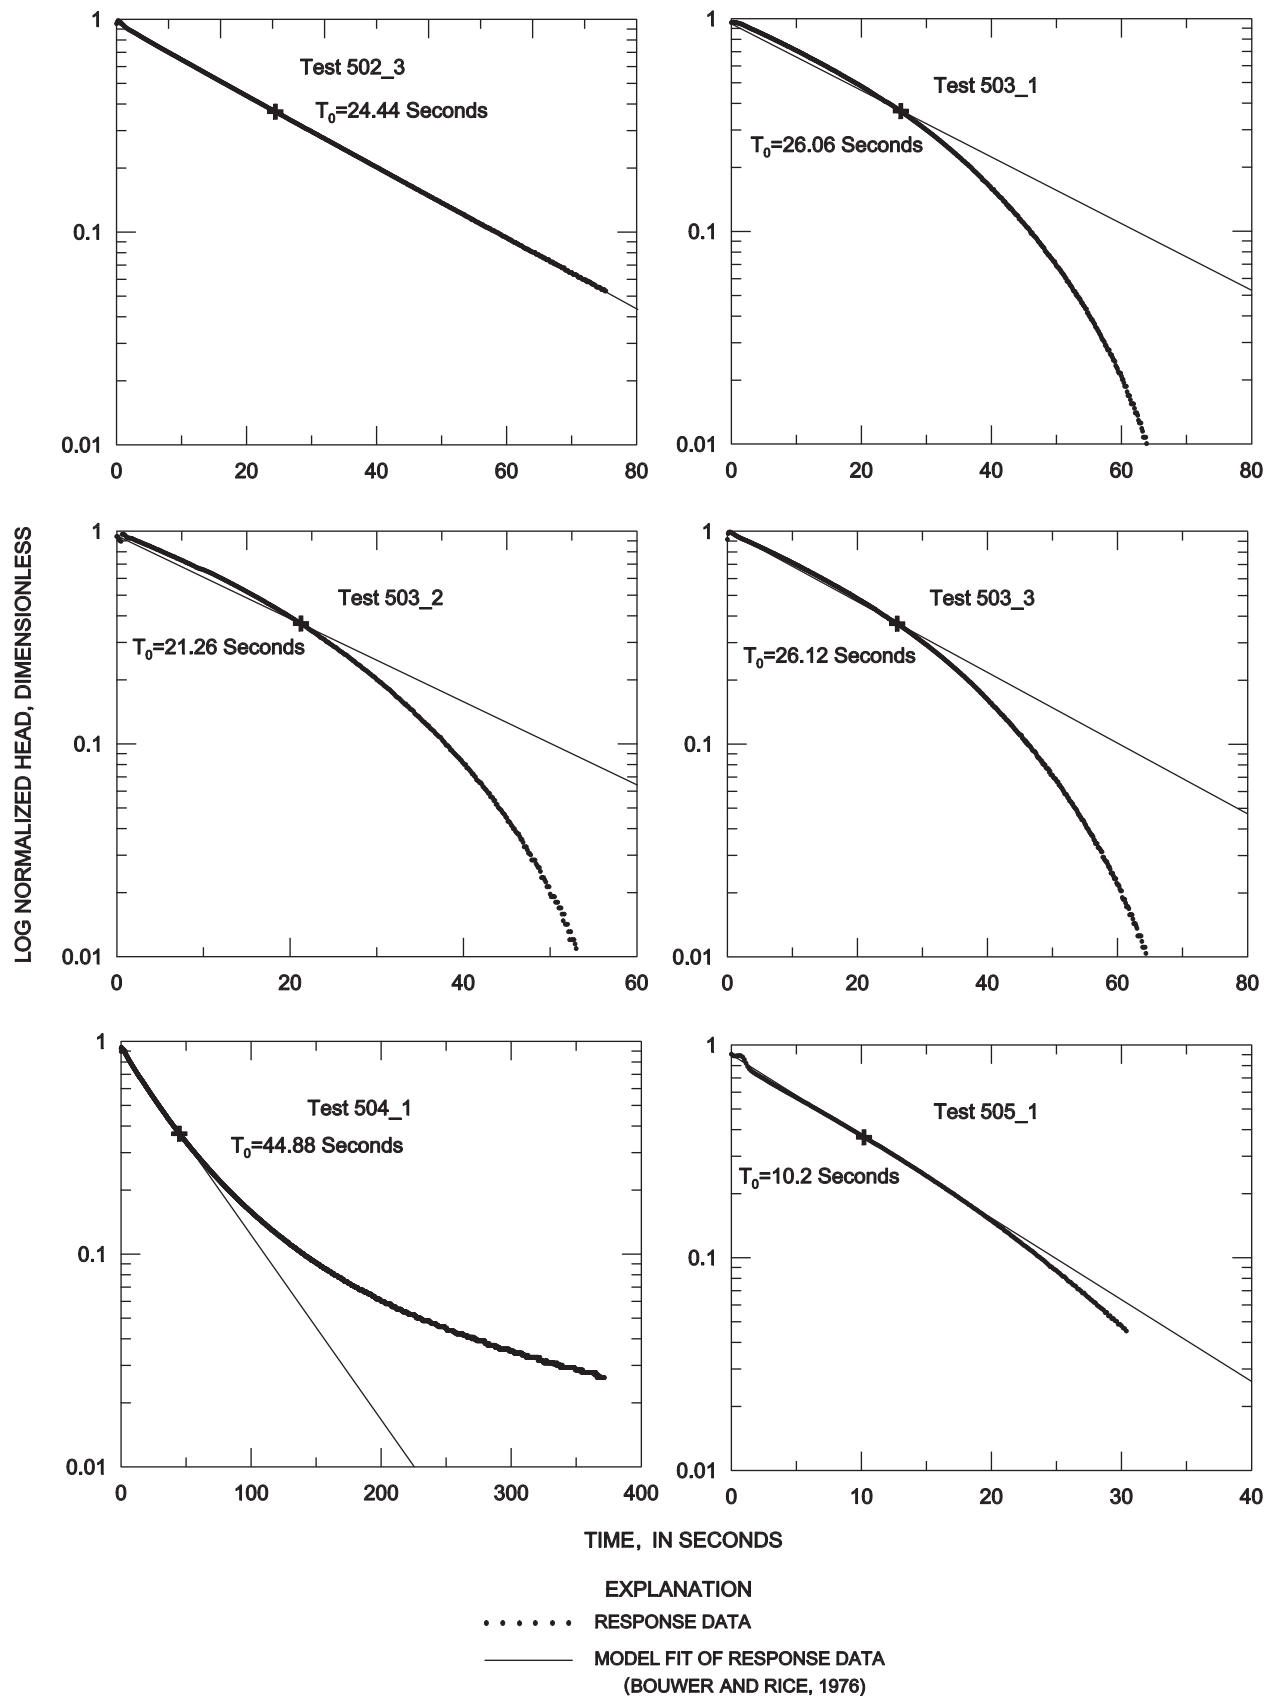 LOG NORMALIZED HEAD, DIMENSIONLESS
1
0.1
0.01
0 20 40 60 80
Test 502_3
T0=24.44 Seconds
1
0.1
0.01
0 20 40 60 80
Test 503_1
T0=26.06 Seconds
1
0.1
0.01
0 20 40 60
Test 503_2
T0=21.26 Seconds
1
0.1
0.01
0 20 40 60 80
Test 503_3
T0=26.12 Seconds
1
0.1
0.01
0 100 200 300 400
Test 504_1
T0=44.88 Seconds
1
0.1
0.01
0 10 20 30 40
Test 505_1
T0=10.2 Seconds
TIME, IN SECONDS
EXPLANATION
RESPONSE DATA
MODEL FIT OF RESPONSE DATA
(BOUWER AND RICE, 1976)